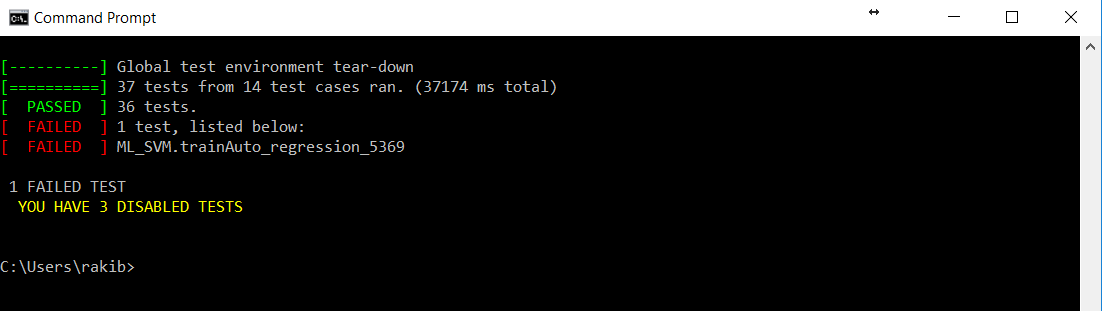 Command Prompt
[----------] Global test environment tear-down
[==========] 37 tests from 14 test cases ran. (37174 ms total)
[  PASSED  ] 36 tests.
[  FAILED  ] 1 test, listed below:
[  FAILED  ] ML_SVM.trainAuto_regression_5369
 1 FAILED TEST
  YOU HAVE 3 DISABLED TESTS
C:\Users\rakib>